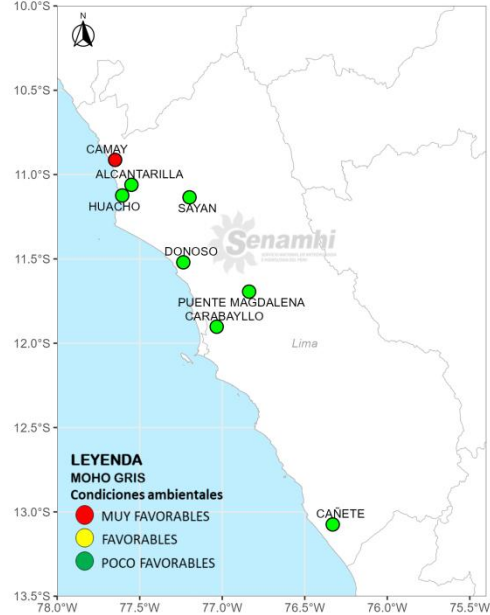 10.0°S
N
10.5°S
CAMAY
11.0°S
ALCANTARILLA
HUACHO
SAYAN
Senamhi
DONOSO
11.5°S
PUENTE MAGDALENA
CARABAYLLO
12.0°S
Lima
12.5°S
LEYENDA
MOHO GRIS
Condiciones ambientales
CAÑETE
13.0°S
MUY FAVORABLES
FAVORABLES
POCO FAVORABLES
13.5°S
78.0°W 77.5°W 77.0°W 76.5°W 76.0°W 75.5°W